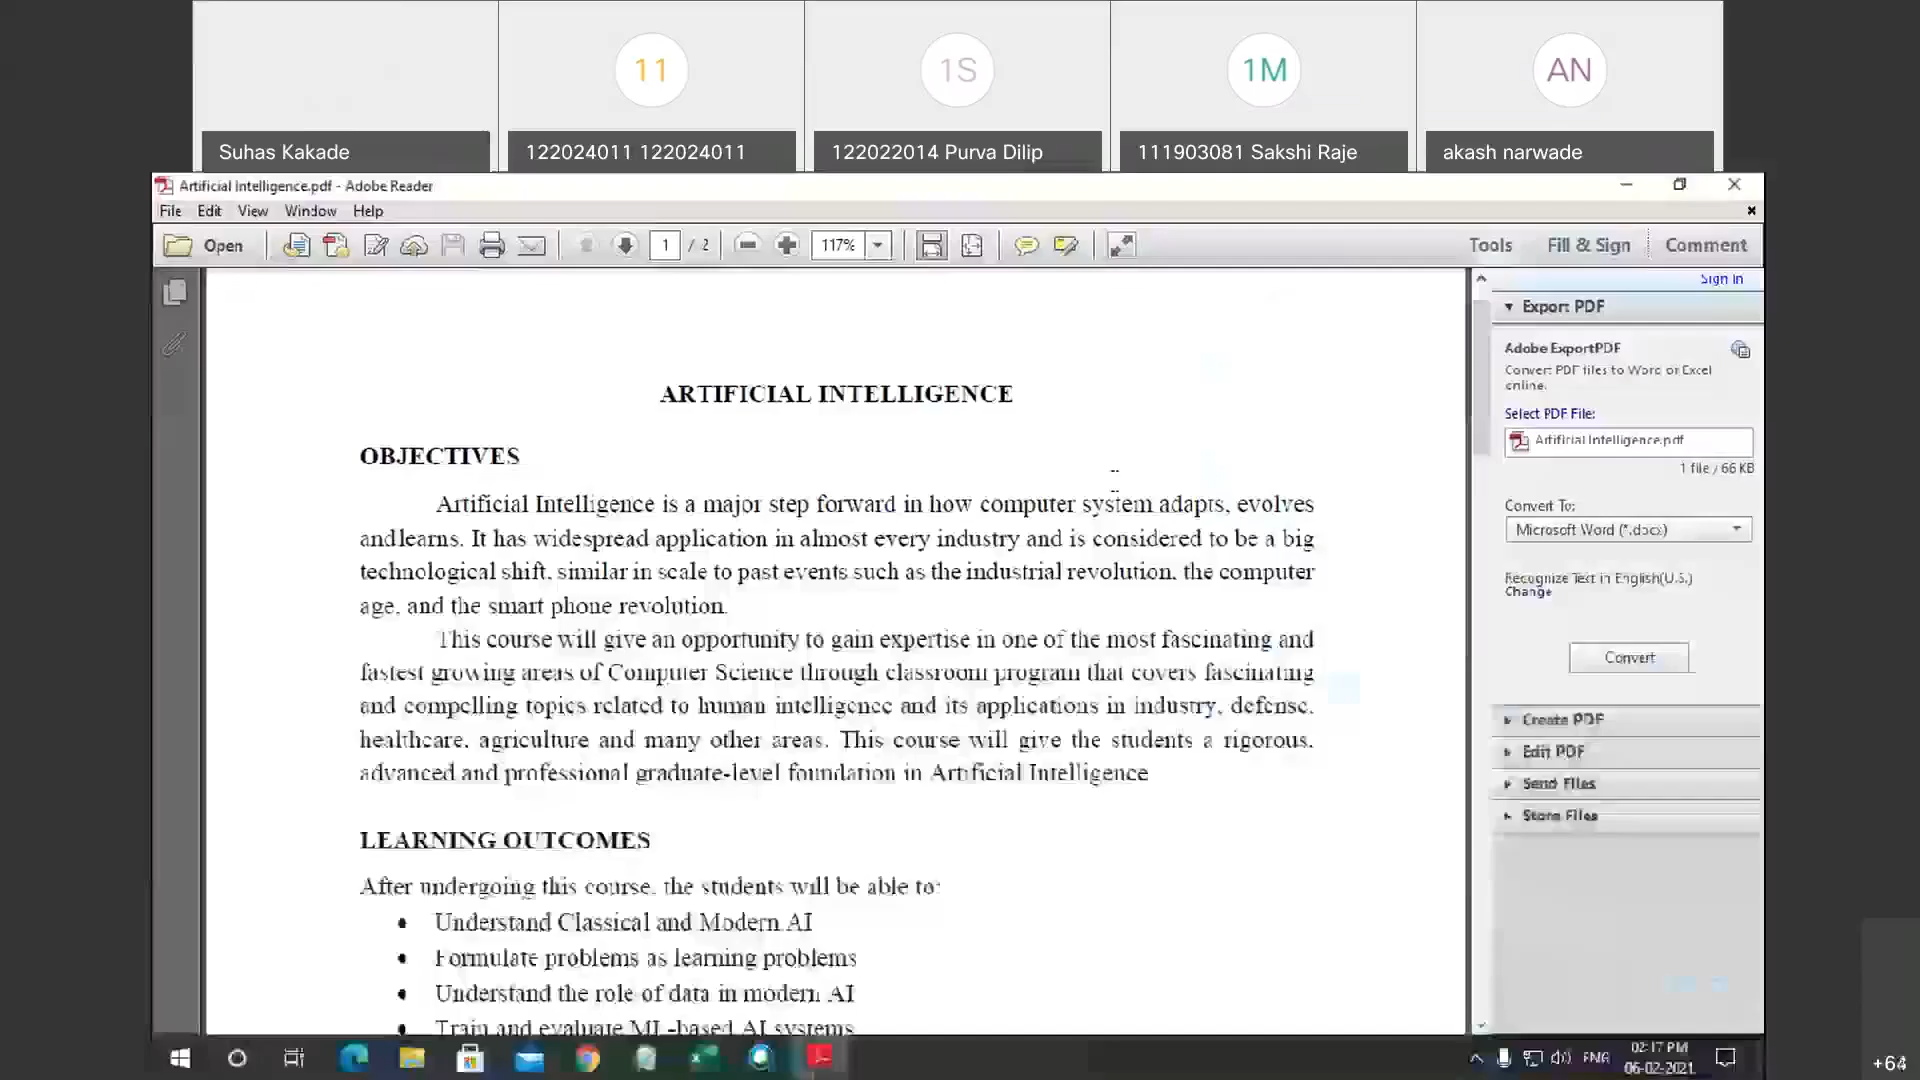 11
1S
1M
AN
Suhas Kakade
122024011 122024011
122022014 Purva Dilip
111903081 Sakshi Raje
akash narwade
Artificial Intelligence.pdf - Adobe Reader
File Edit View Window Help
Open
1 / 2
117%
Tools Fill & Sign Comment
Sign In
ARTIFICIAL INTELLIGENCE
OBJECTIVES
Artificial Intelligence is a major step forward in how computer system adapts, evolves
and learns. It has widespread application in almost every industry and is considered to be a big
technological shift, similar in scale to past events such as the industrial revolution, the computer
age, and the smart phone revolution.
This course will give an opportunity to gain expertise in one of the most fascinating and
fastest growing areas of Computer Science through classroom program that covers fascinating
and compelling topics related to human intelligence and its applications in industry, defense,
healthcare, agriculture and many other areas. This course will give the students a rigorous,
advanced and professional graduate-level foundation in Artificial Intelligence
LEARNING OUTCOMES
After undergoing this course, the students will be able to:
• Understand Classical and Modern AI
• Formulate problems as learning problems
• Understand the role of data in modern AI
• Train and evaluate ML-based AI systems
Export PDF
Adobe ExportPDF
Convert PDF files to Word or Excel
online.
Select PDF File:
Artificial Intelligence.pdf
1 file / 66 KB
Convert To:
Microsoft Word (*.docx)
Recognize Text in English(U.S.)
Change
Convert
Create PDF
Edit PDF
Send Files
Store Files
ENG
02:17 PM
06-02-2021
+64